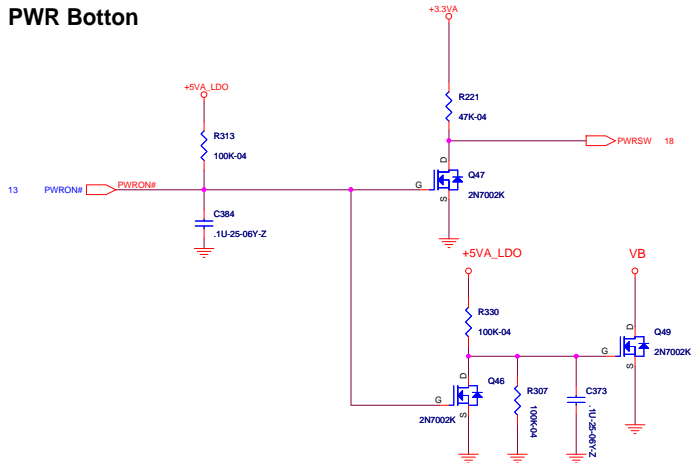 PWR Botton
+3.3VA
+5VA_LDO
R221
47K-04
R313
100K-04
PWRSW 18
D
Q47
G
2N7002K
S
13 PWRON# PWRON#
C384
.1U-25-06Y-Z
+5VA_LDO
VB
R330
100K-04
D
Q49
G
2N7002K
S
D
Q46
G
2N7002K
S
R307
100K-04
C373
.1U-25-06Y-Z